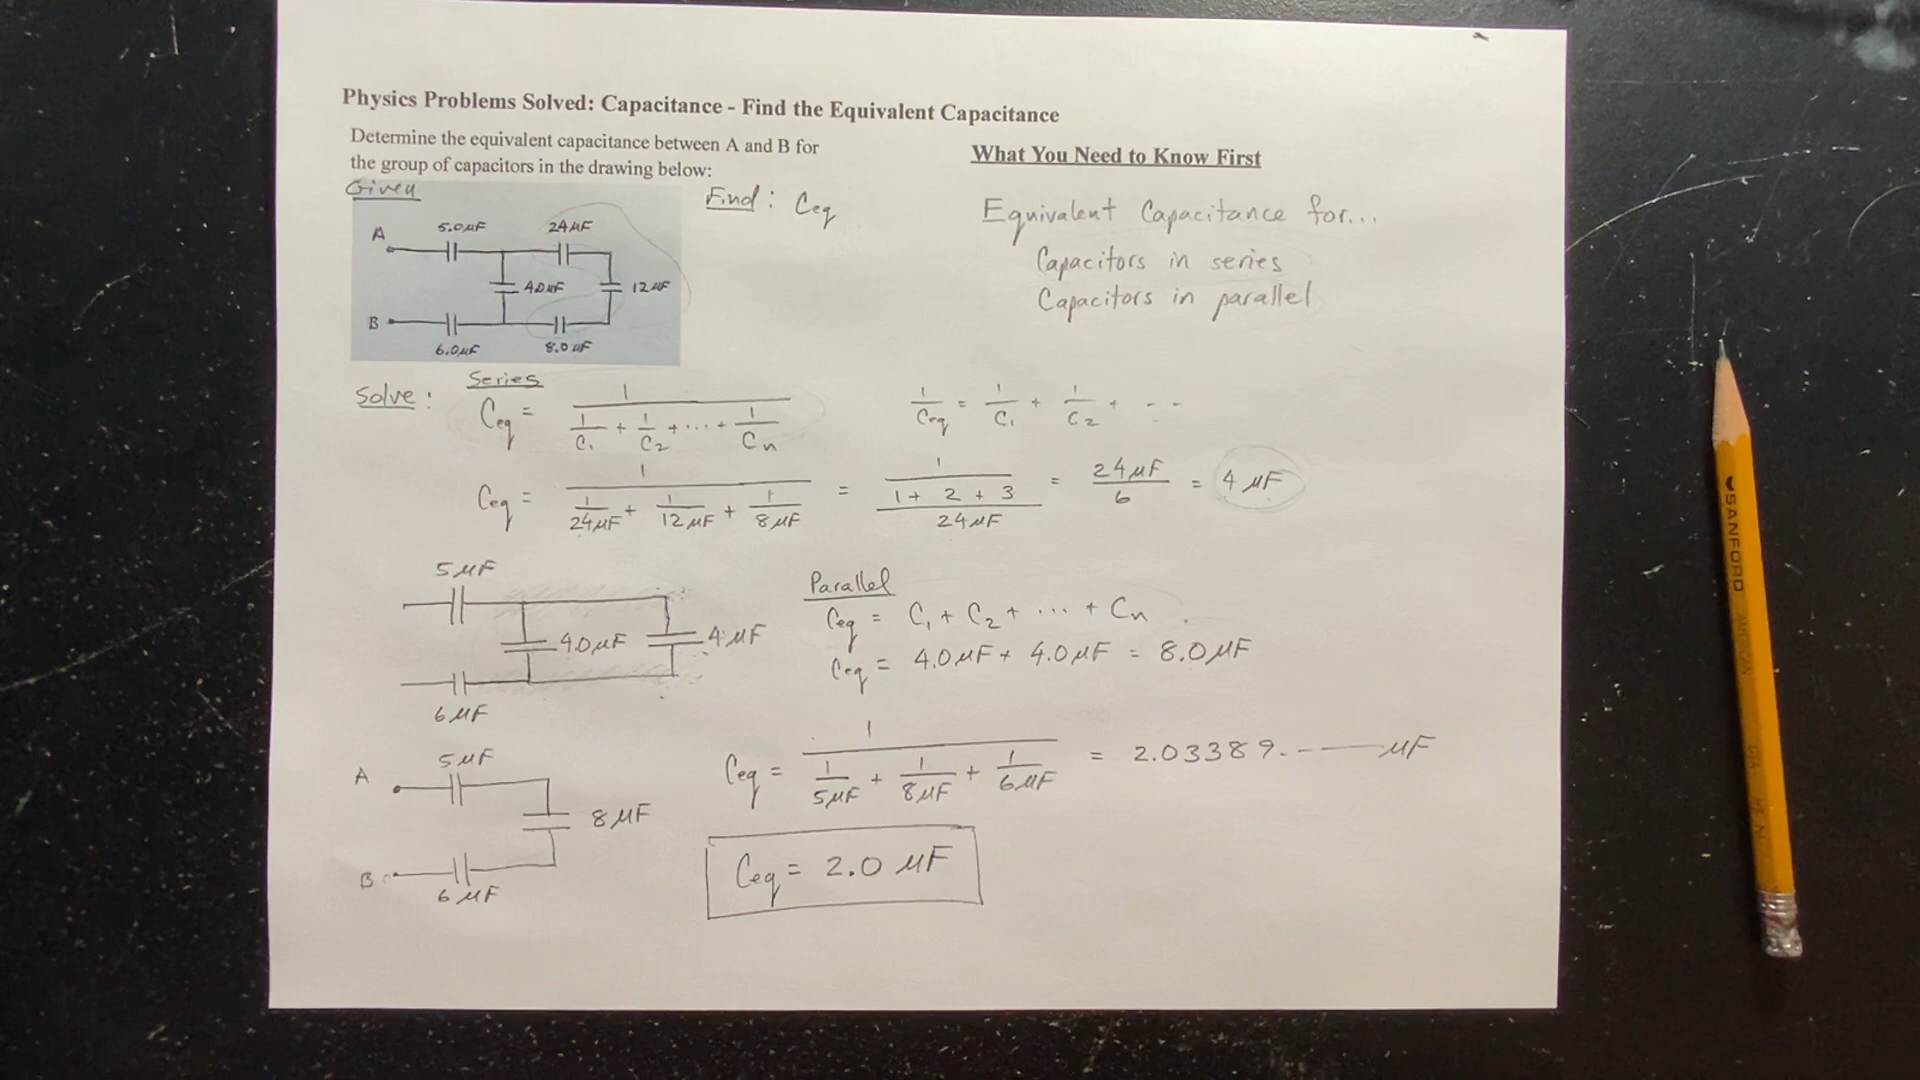 Physics Problems Solved: Capacitance - Find the Equivalent Capacitance
Determine the equivalent capacitance between A and B for
the group of capacitors in the drawing below:
What You Need to Know First
Given
Find: Ceq
Equivalent Capacitance for...
Capacitors in series
Capacitors in parallel
A 5.0μF 24μF
4.0μF 12μF
B
6.0μF 8.0μF
Solve: Series
Ceq = 1 / (1/C1 + 1/C2 + ... + 1/Cn)
1/Ceq = 1/C1 + 1/C2 + - -
Ceq = 1 / (1/24μF + 1/12μF + 1/8μF) = 1 / ((1 + 2 + 3)/24μF) = 24μF/6 = 4 μF
5μF
4.0μF 4μF
6μF
Parallel
Ceq = C1 + C2 + ... + Cn
Ceq = 4.0μF + 4.0μF = 8.0μF
A 5μF
8μF
B
6μF
Ceq = 1 / (1/5μF + 1/8μF + 1/6μF) = 2.03389.--- μF
Ceq = 2.0 μF
SANFORD
AMERICAN